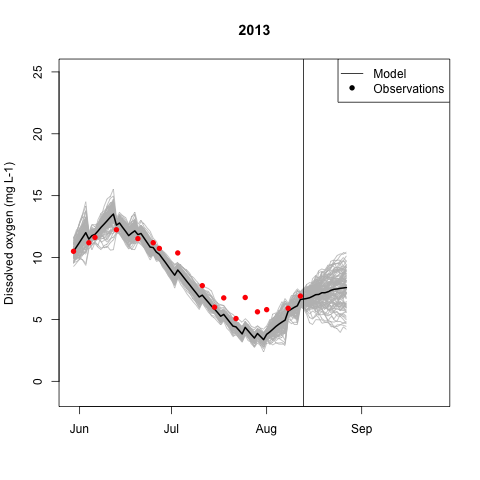 2013
Model
Observations
Dissolved oxygen (mg L-1)
25
20
15
10
5
0
Jun
Jul
Aug
Sep